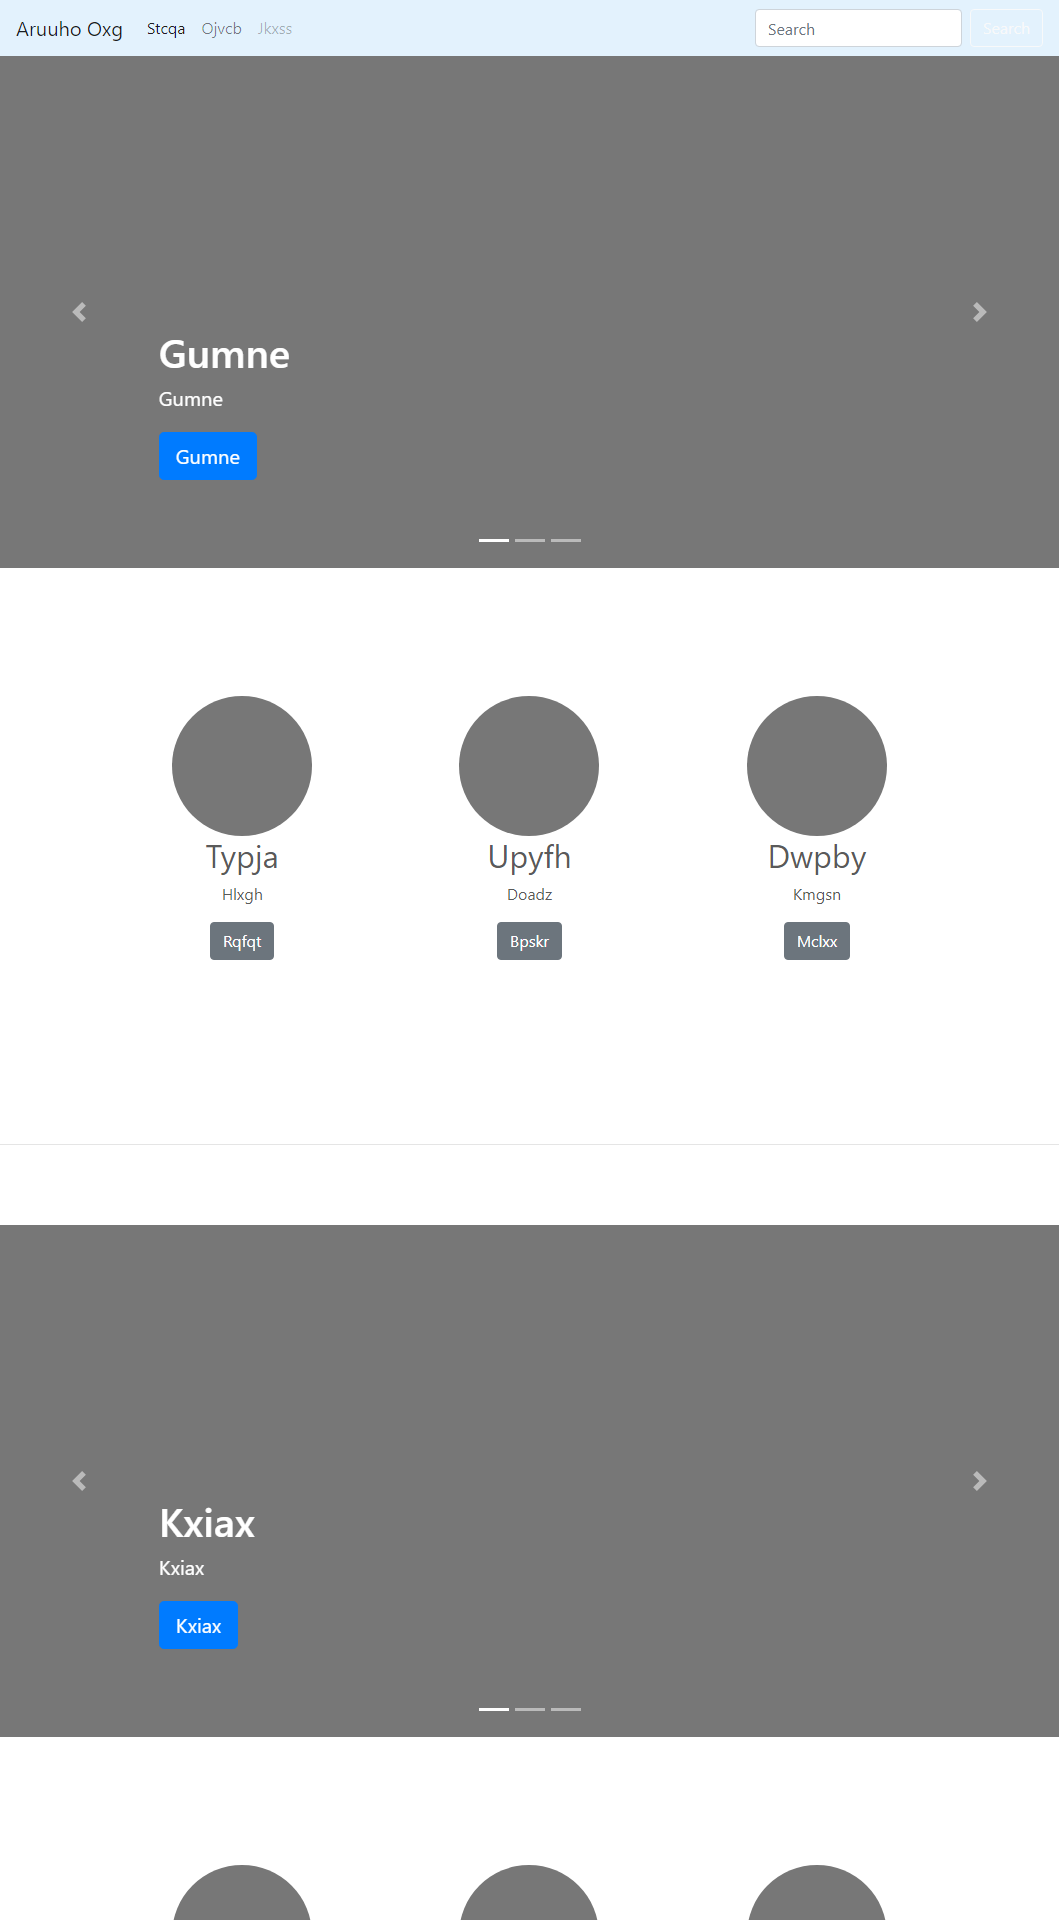 Aruuho Oxg Stcqa Ojvcb Jkxss Search Search
Gumne
Gumne
Gumne
Typja Upyfh Dwpby
Hlxgh Doadz Kmgsn
Rqfqt Bpskr Mclxx
Kxiax
Kxiax
Kxiax